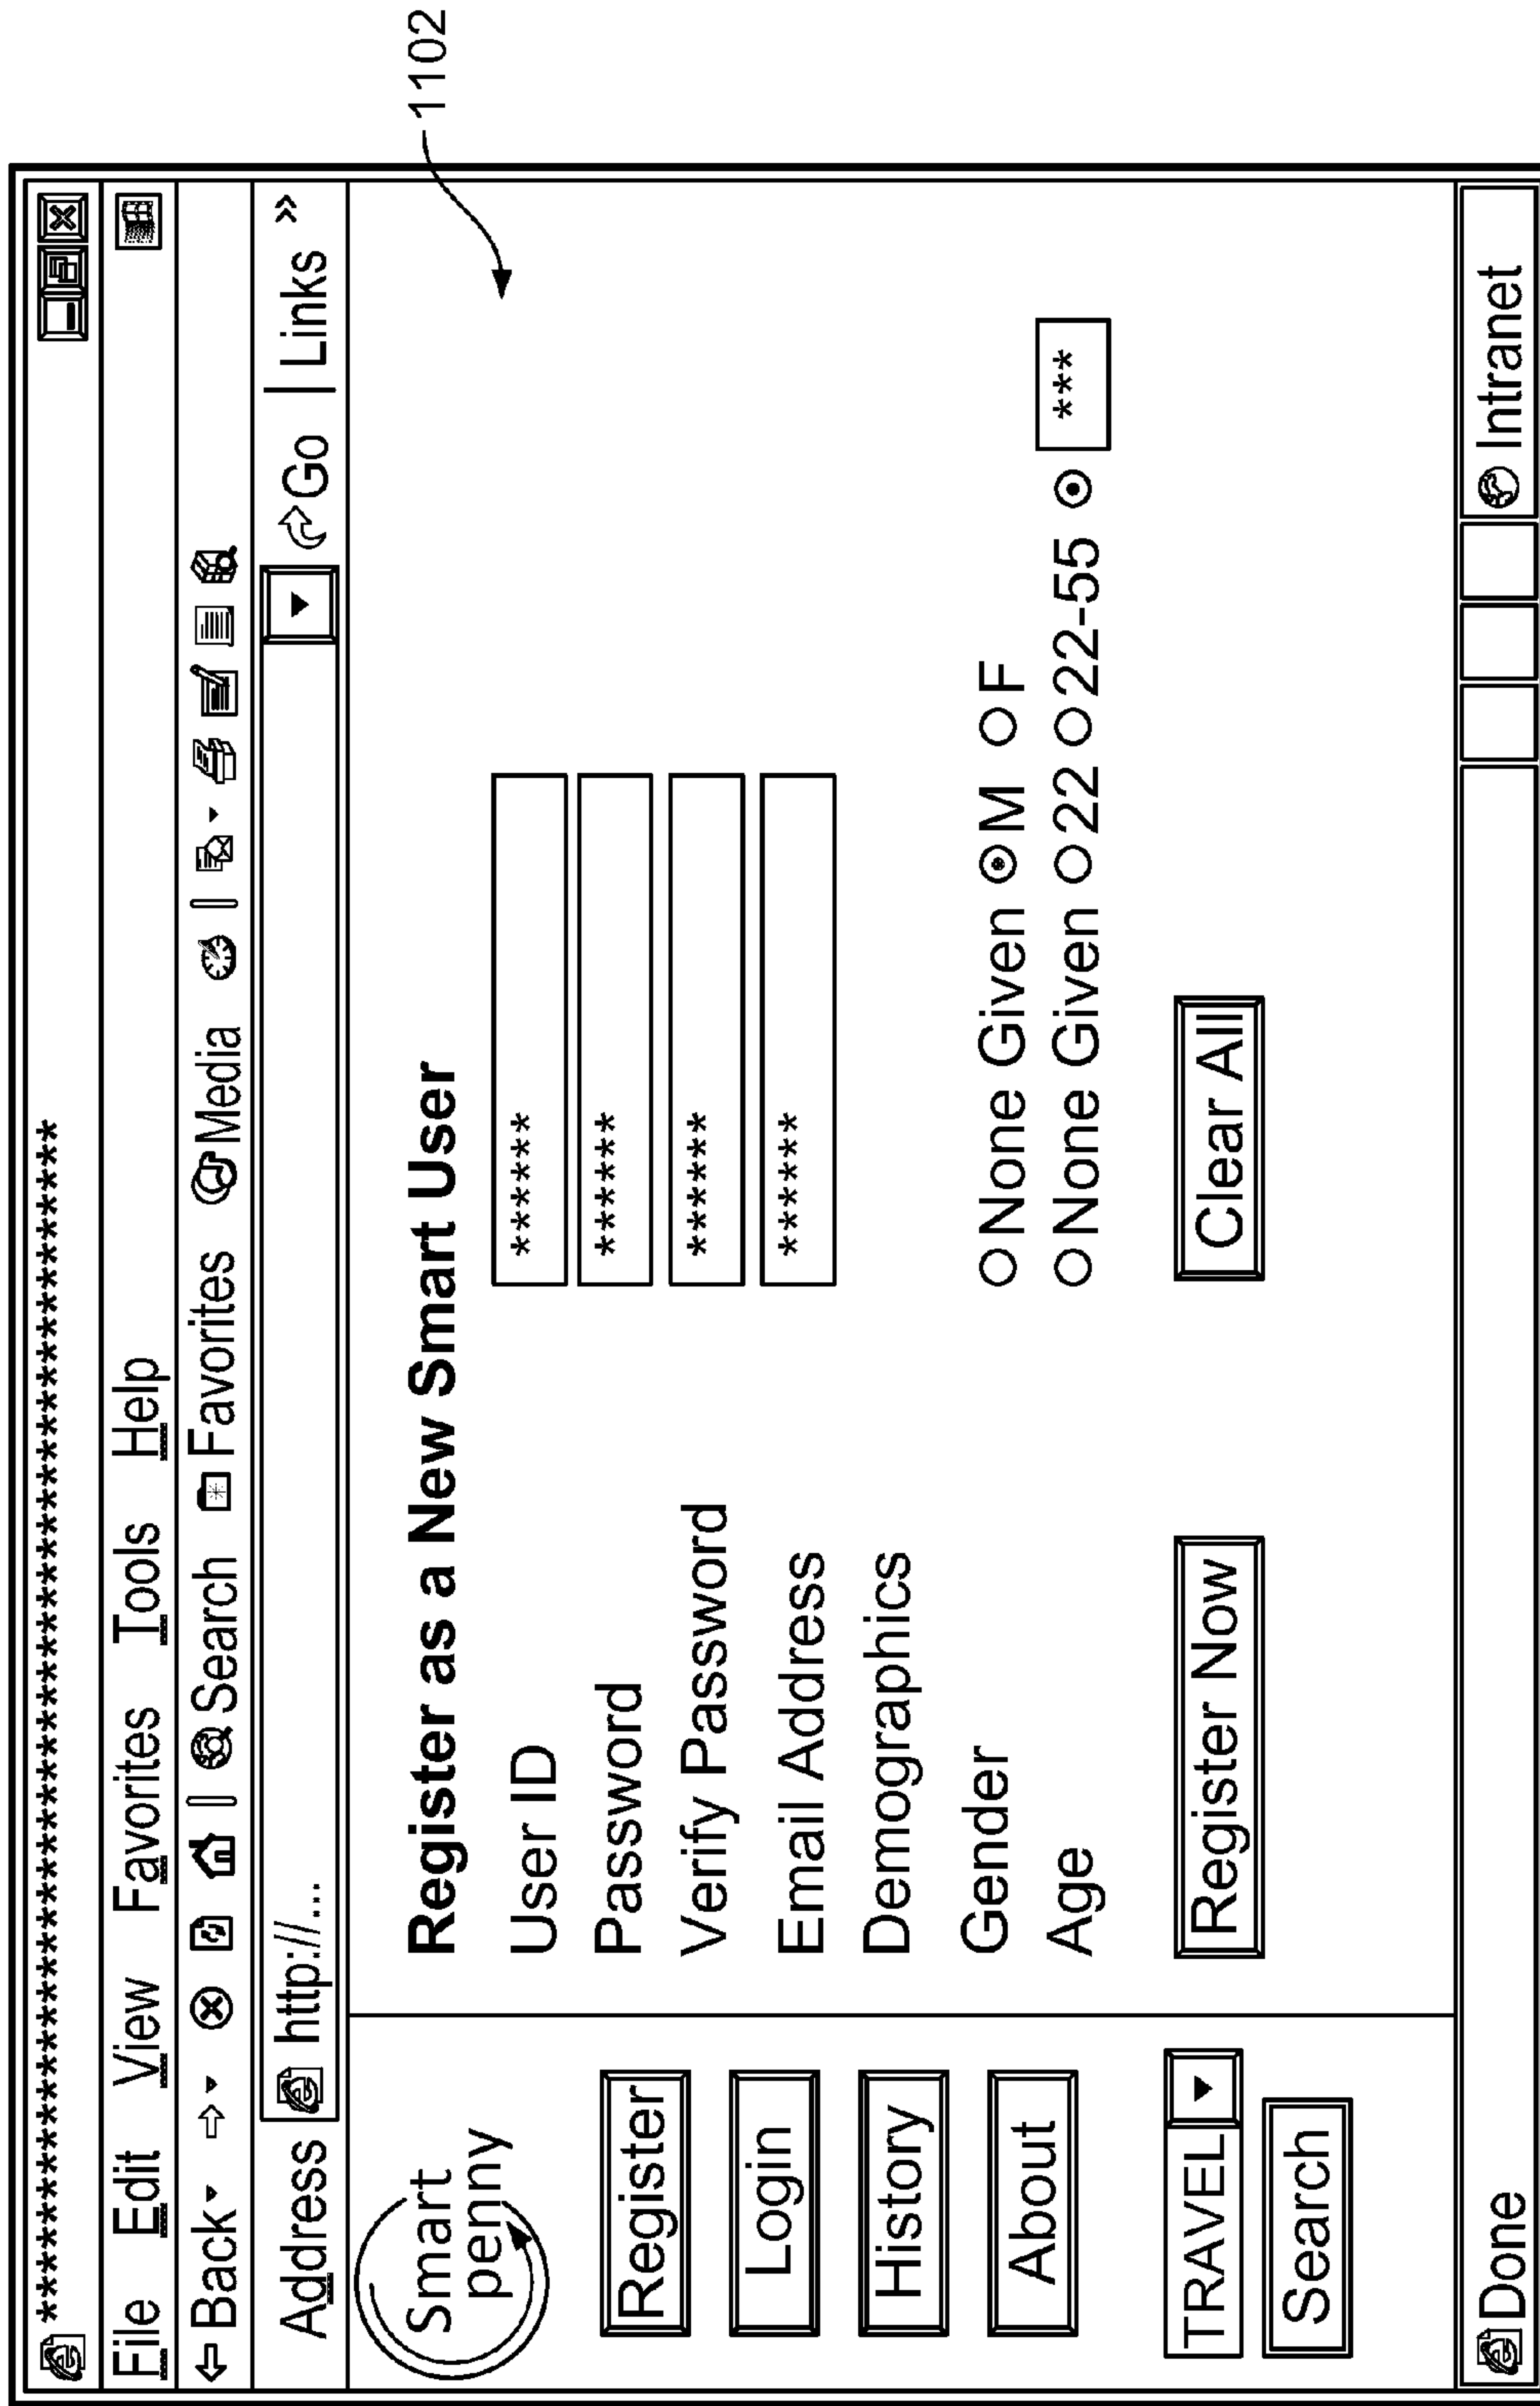 ********************************************************
File Edit View Favorites Tools Help
Back Search Favorites Media
Address http://... Go Links »
Smart
penny
Register
Login
History
About
TRAVEL
Search
Register as a New Smart User
User ID ******
Password ******
Verify Password ******
Email Address ******
Demographics
Gender None Given M F
Age None Given 22 22-55 ***
Register Now Clear All
Done Intranet
1102